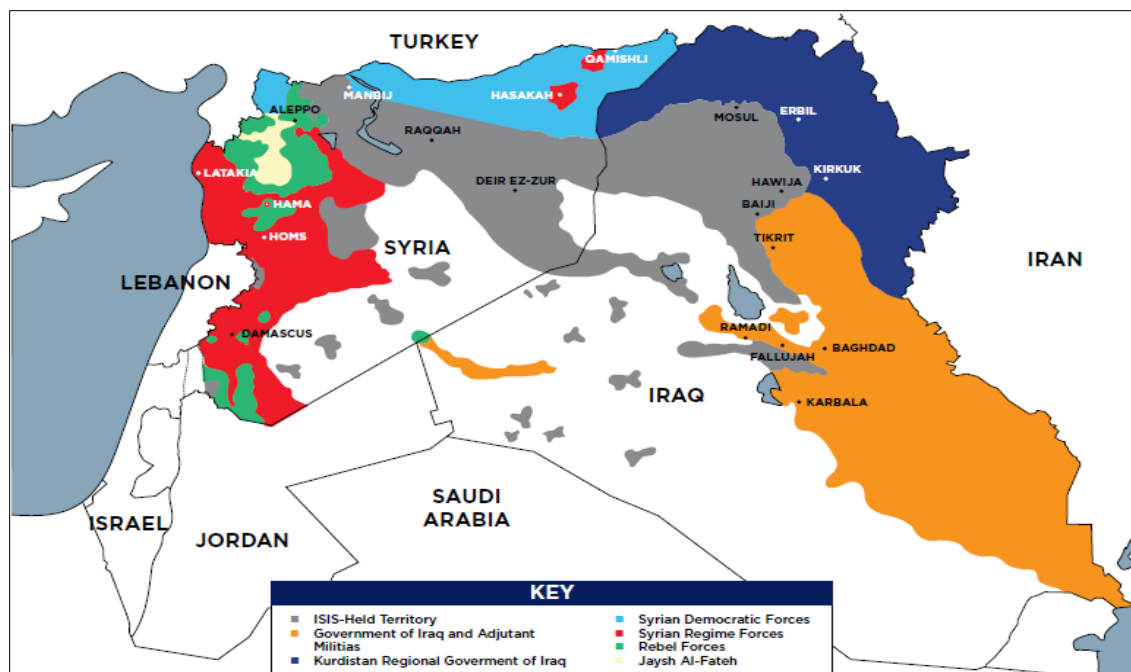 TURKEY
QAMISHLI
MANBIJ
HASAKAH
ALEPPO
MOSUL
ERBIL
RAQQAH
LATAKIA
KIRKUK
DEIR EZ-ZUR
HAWIJA
HAMA
BAIJI
HOMS
TIKRIT
SYRIA
IRAN
LEBANON
DAMASCUS
RAMADI
BAGHDAD
FALLUJAH
IRAQ
KARBALA
SAUDI
ARABIA
ISRAEL
JORDAN
KEY
ISIS-Held Territory
Government of Iraq and Adjutant
Militias
Kurdistan Regional Goverment of Iraq
Syrian Democratic Forces
Syrian Regime Forces
Rebel Forces
Jaysh Al-Fateh